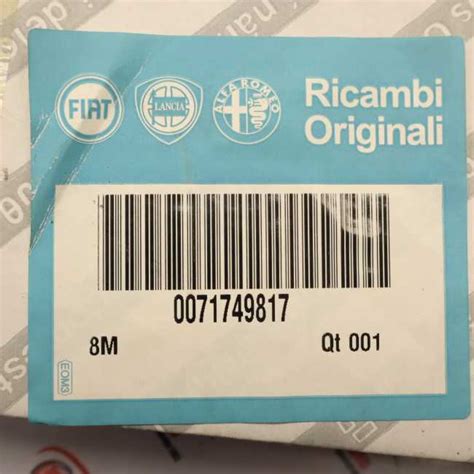 FIAT
LANCIA
ALFA ROMEO
Ricambi
Originali
0071749817
8M
Qt 001
EOM3